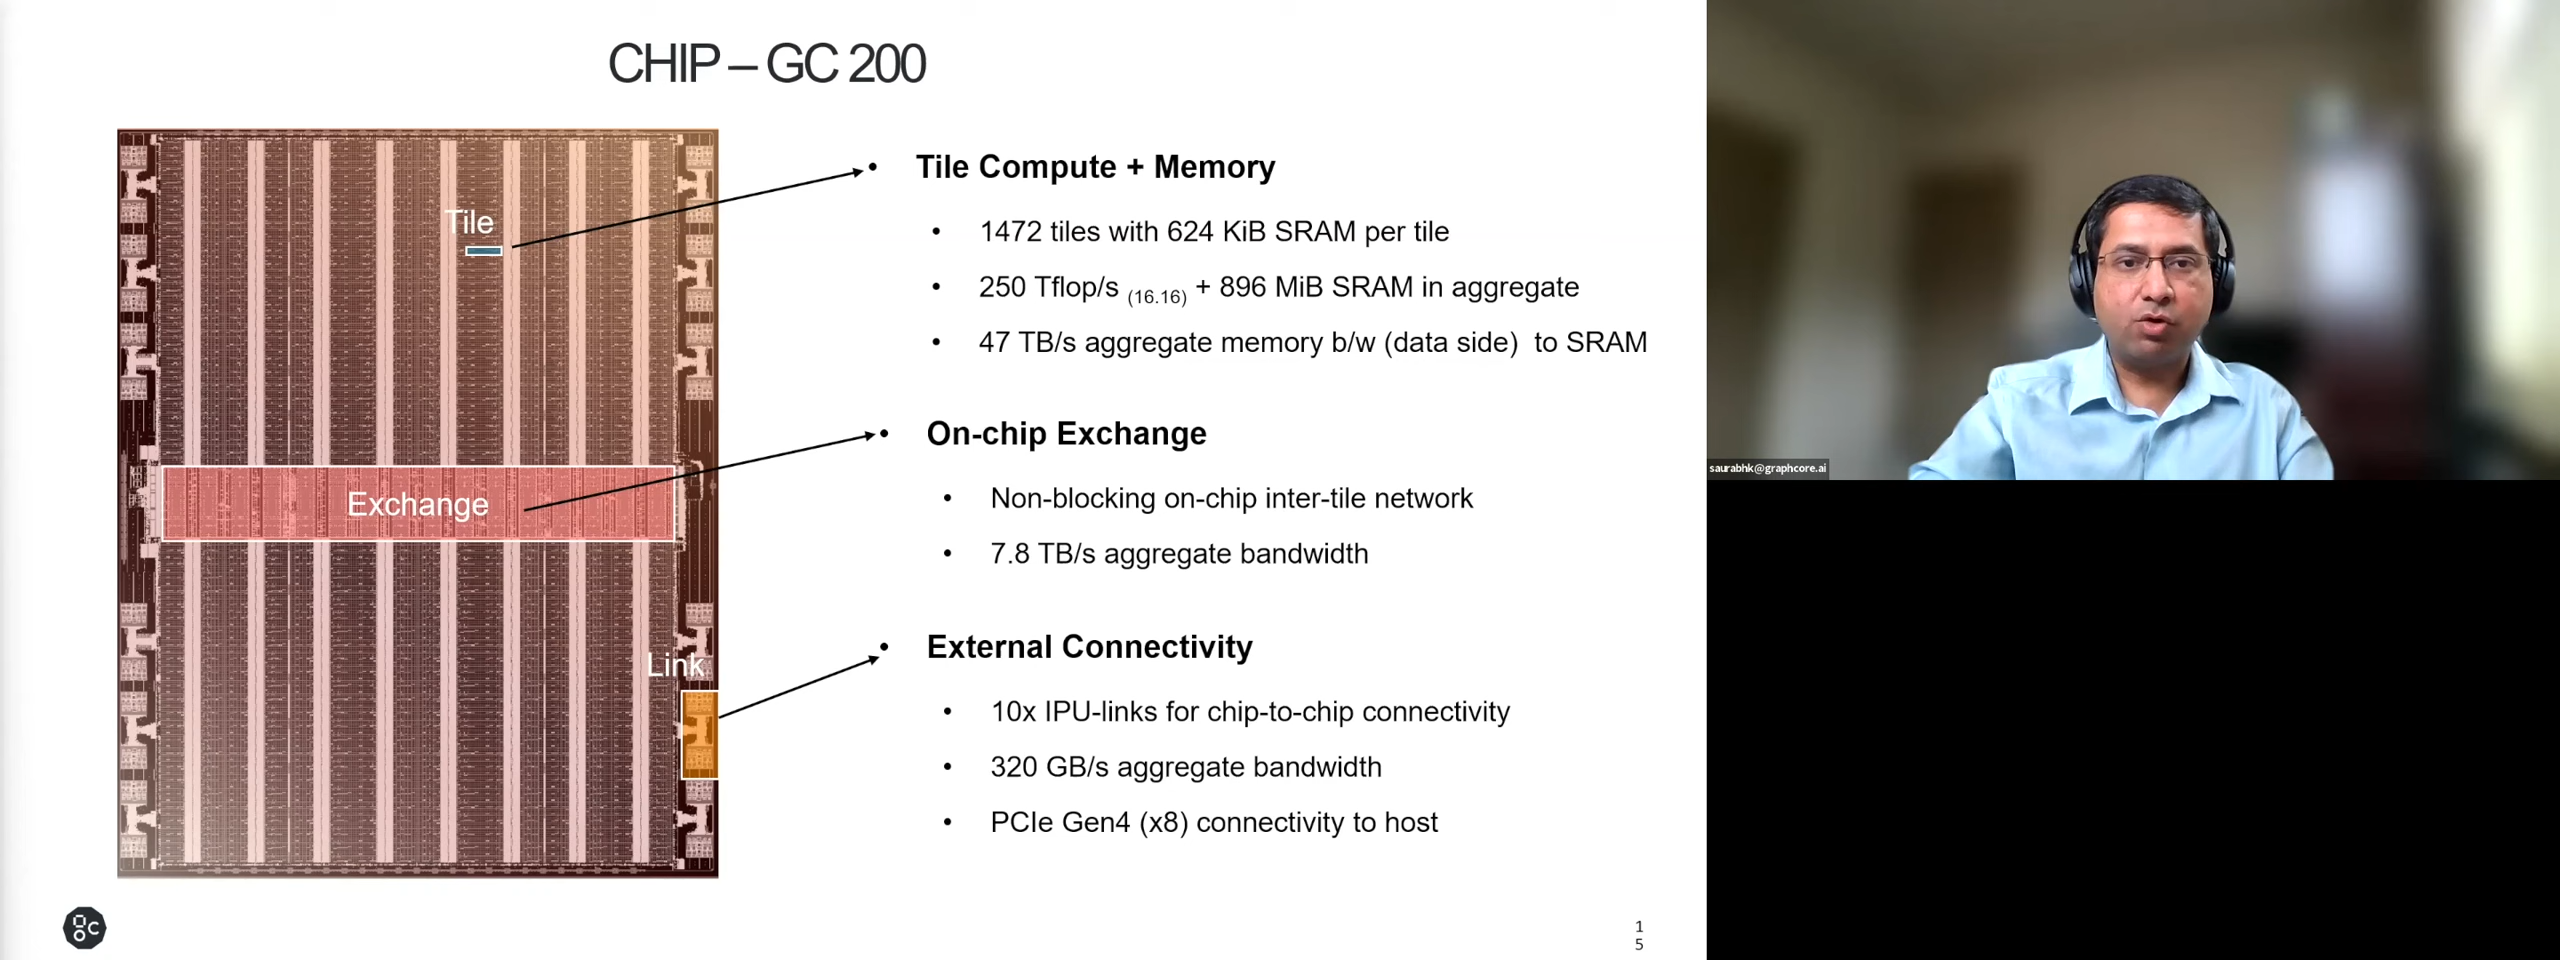 CHIP – GC 200
Tile
Exchange
Link
• Tile Compute + Memory
• 1472 tiles with 624 KiB SRAM per tile
• 250 Tflop/s (16.16) + 896 MiB SRAM in aggregate
• 47 TB/s aggregate memory b/w (data side) to SRAM
• On-chip Exchange
• Non-blocking on-chip inter-tile network
• 7.8 TB/s aggregate bandwidth
• External Connectivity
• 10x IPU-links for chip-to-chip connectivity
• 320 GB/s aggregate bandwidth
• PCIe Gen4 (x8) connectivity to host
gc
1
5
saurabhk@graphcore.ai